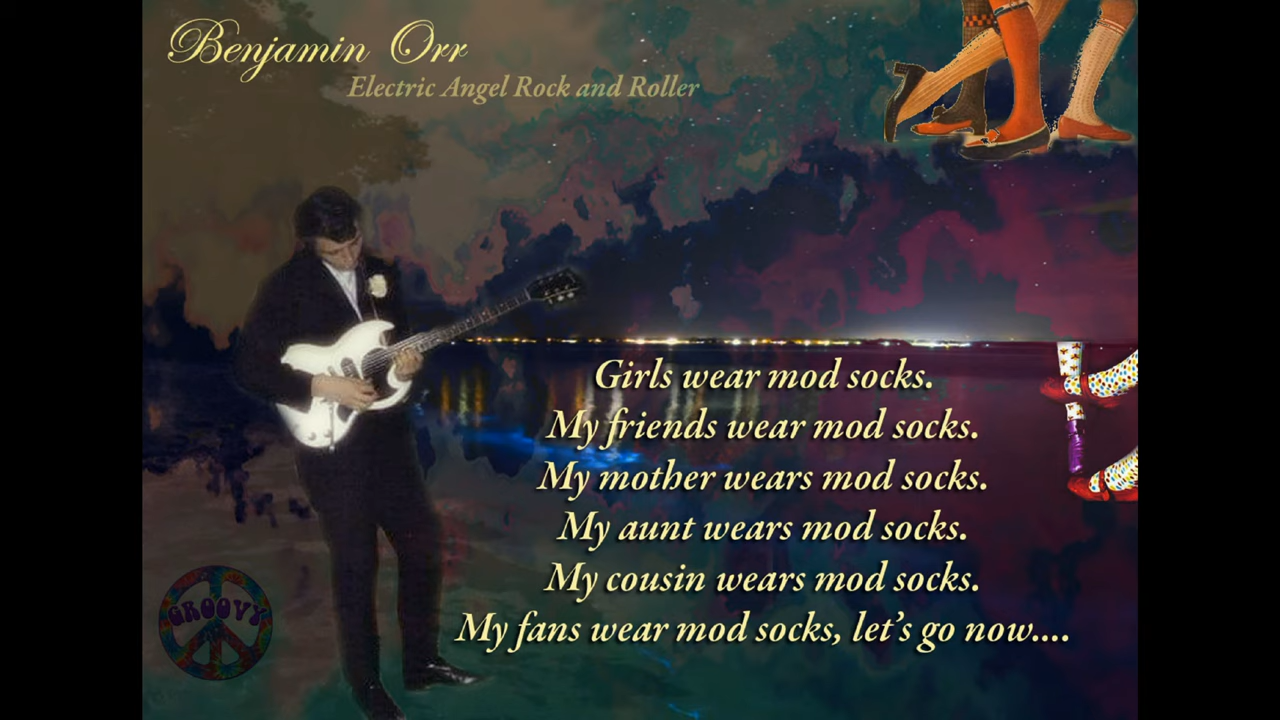 Benjamin Orr
Electric Angel Rock and Roller
Girls wear mod socks.
My friends wear mod socks.
My mother wears mod socks.
My aunt wears mod socks.
My cousin wears mod socks.
My fans wear mod socks, let's go now....
GROOVY